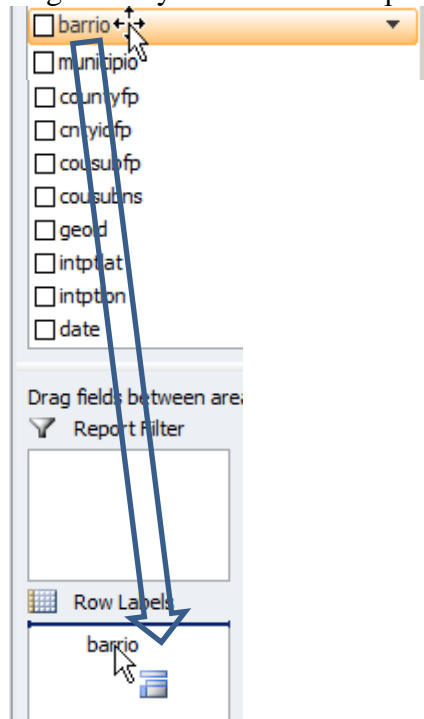 barrio
municipio
countyfp
cntyidfp
cousubfp
cousubns
geoid
intptlat
intptlon
date
Drag fields between area
Report Filter
Row Labels
barrio